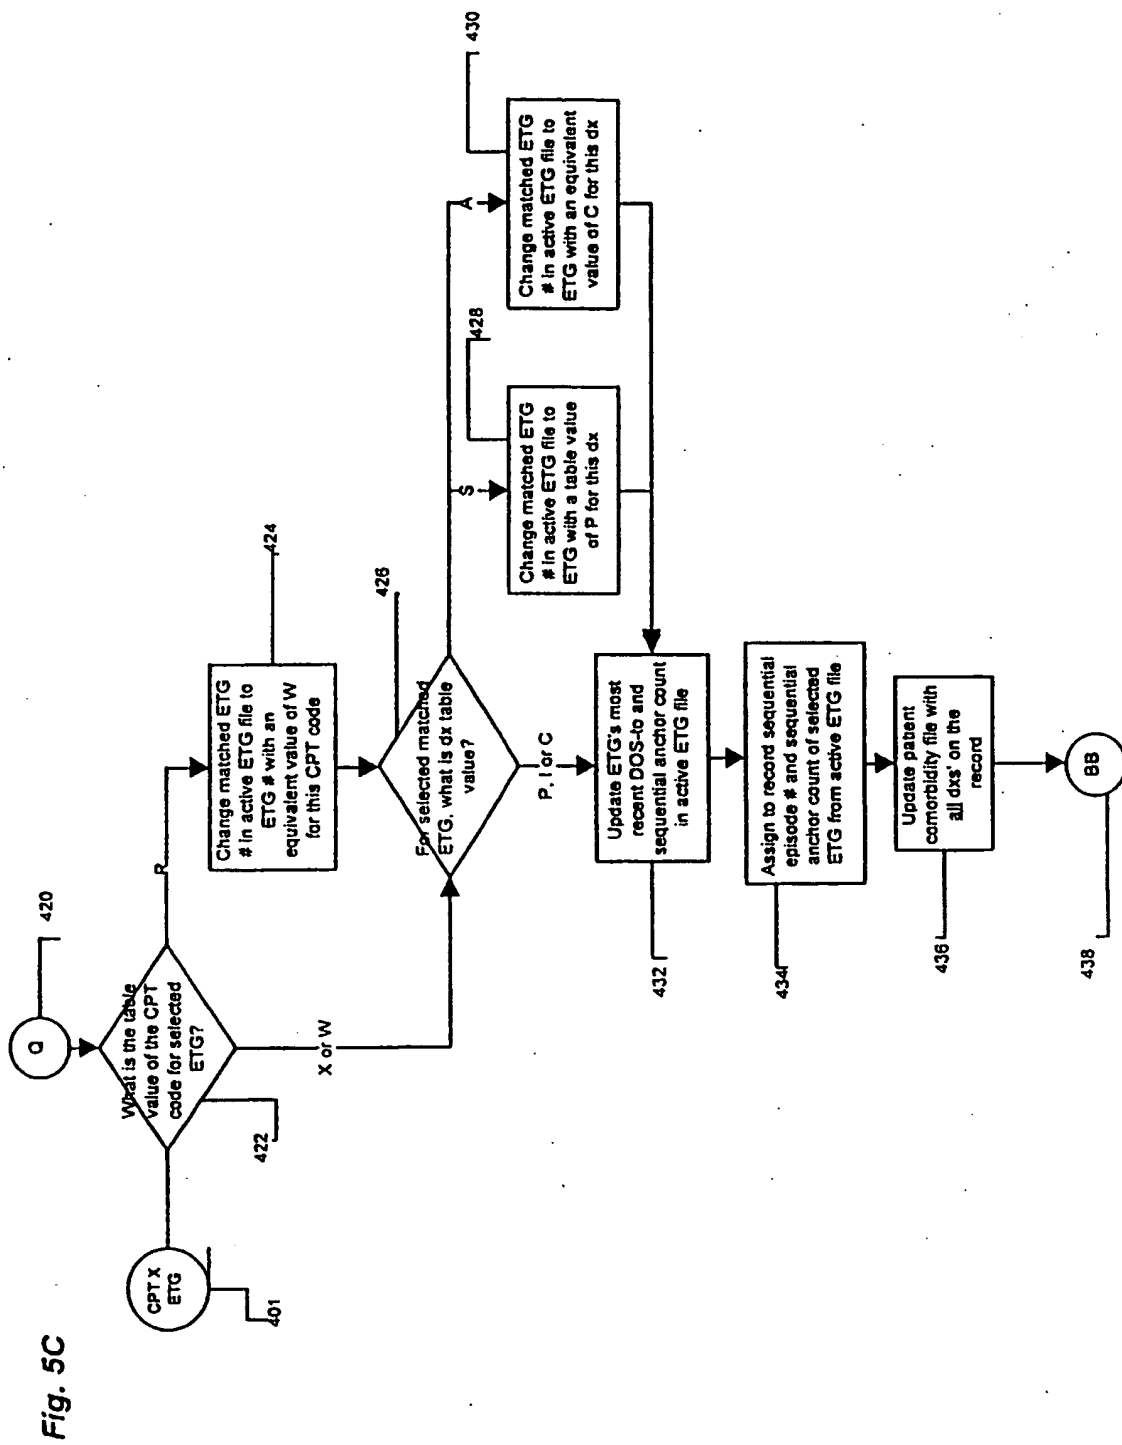 Fig. 5C
Q
420
CPT X
ETG
401
What is the table
value of the CPT
code for selected
ETG?
422
R
X or W
Change matched ETG
# in active ETG file to
ETG # with an
equivalent value of W
for this CPT code
424
For selected matched
ETG, what is dx table
value?
426
S
A
P, I or C
Change matched ETG
# in active ETG file to
ETG with a table value
of P for this dx
428
Change matched ETG
# in active ETG file to
ETG with an equivalent
value of C for this dx
430
Update ETG's most
recent DOS-to and
sequential anchor count
in active ETG file
432
Assign to record sequential
episode # and sequential
anchor count of selected
ETG from active ETG file
434
Update patient
comorbidity file with
all dxs' on the
record
436
BB
438